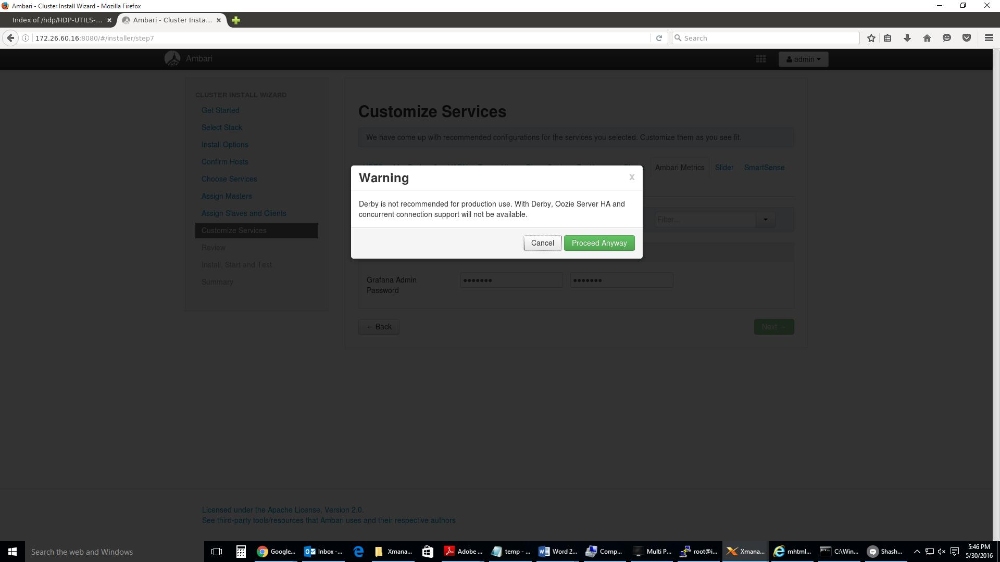 Ambari - Cluster Install Wizard - Mozilla Firefox
Index of /hdp/HDP-UTILS-...
Ambari - Cluster Insta...
172.26.60.16:8080/#/installer/step7
Search
Ambari
admin
CLUSTER INSTALL WIZARD
Get Started
Select Stack
Install Options
Confirm Hosts
Choose Services
Assign Masters
Assign Slaves and Clients
Customize Services
Review
Install, Start and Test
Summary
Customize Services
We have come up with recommended configurations for the services you selected. Customize them as you see fit.
Ambari Metrics Slider SmartSense
Warning
x
Derby is not recommended for production use. With Derby, Oozie Server HA and
concurrent connection support will not be available.
Cancel Proceed Anyway
Filter...
Grafana Admin
Password
← Back
Next →
Licensed under the Apache License, Version 2.0.
See third-party tools/resources that Ambari uses and their respective authors
Search the web and Windows
Google...
Inbox -...
Xmana...
Adobe ...
temp - ...
Word 2...
Comp...
Multi P...
root@i...
Xmana...
mhtml...
C:\Win...
Shash...
5:46 PM
5/30/2016